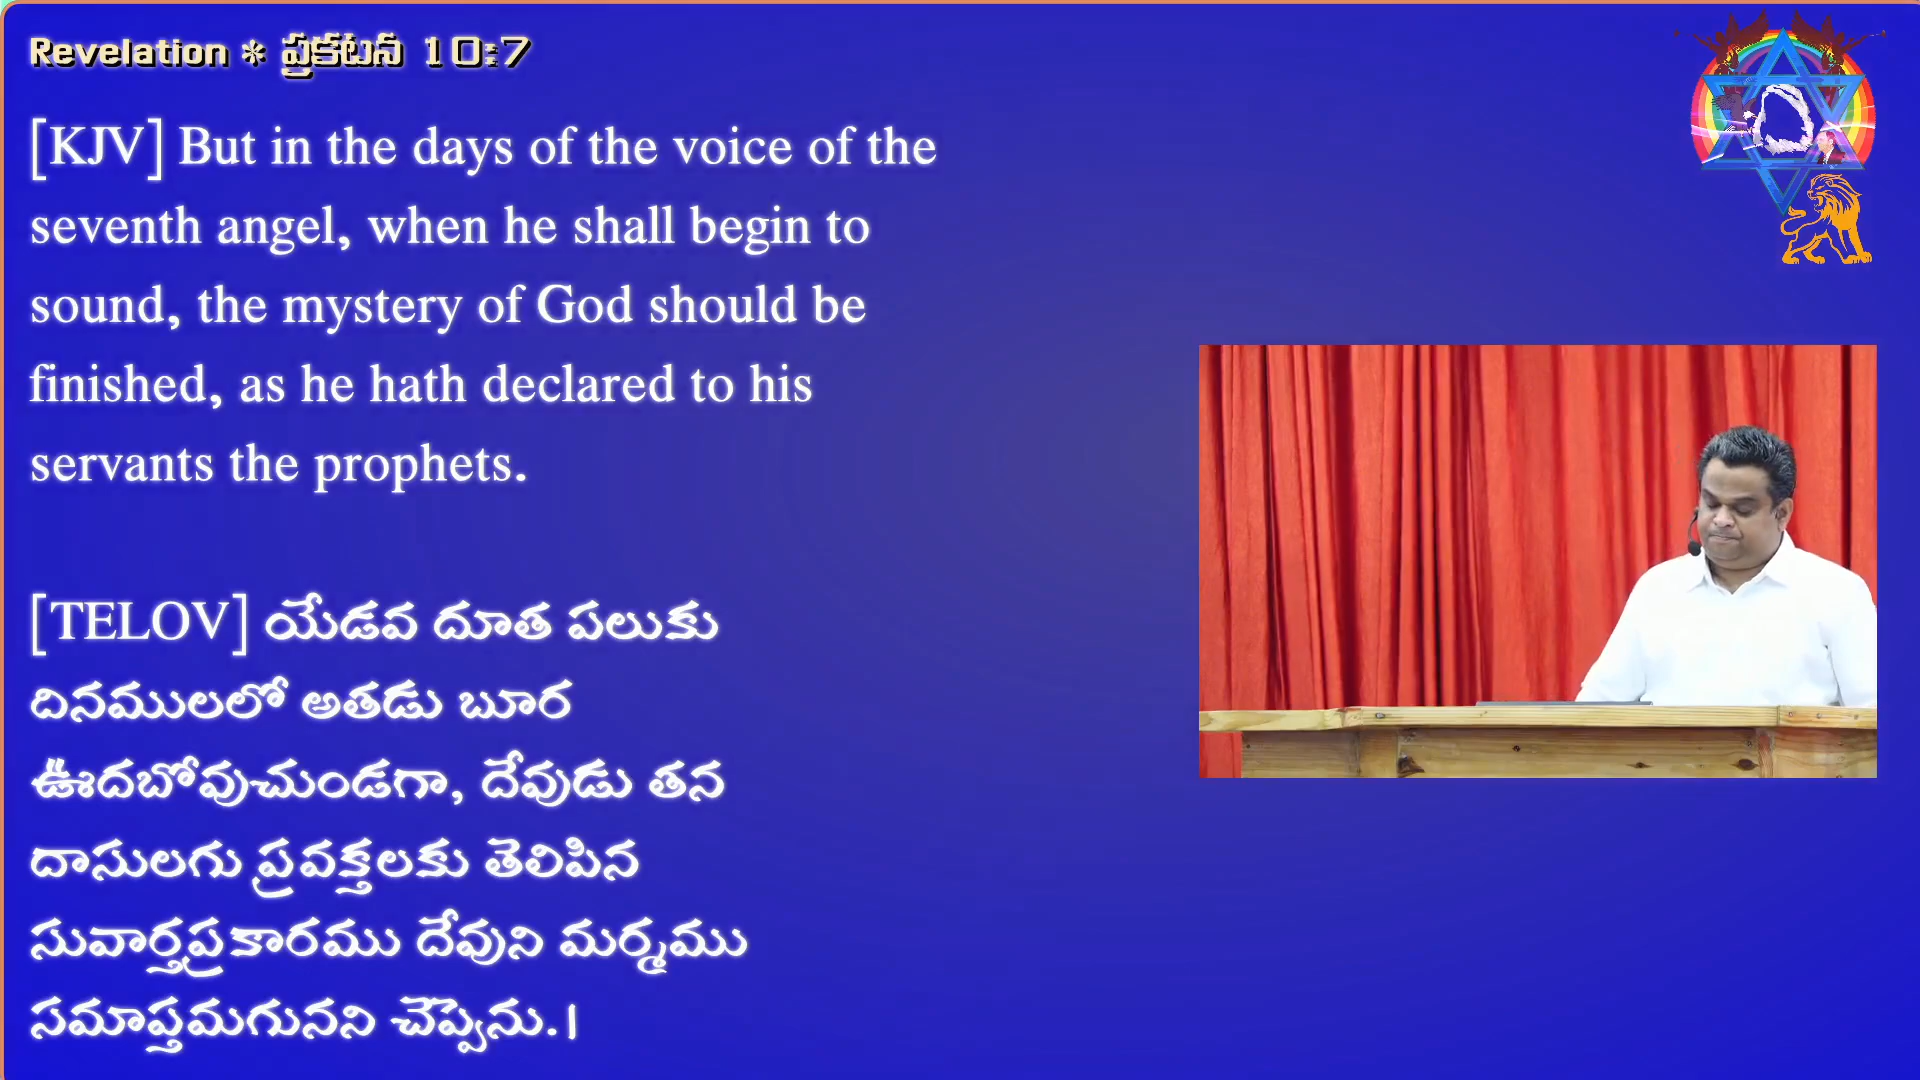 Revelation * ప్రకటన 10:7
[KJV] But in the days of the voice of the
seventh angel, when he shall begin to
sound, the mystery of God should be
finished, as he hath declared to his
servants the prophets.
[TELOV] యేడవ దూత పలుకు
దినములలో అతడు బూర
ఊదబోవుచుండగా, దేవుడు తన
దాసులగు ప్రవక్తలకు తెలిపిన
సువార్తప్రకారము దేవుని మర్మము
సమాప్తమగునని చెప్పెను.।